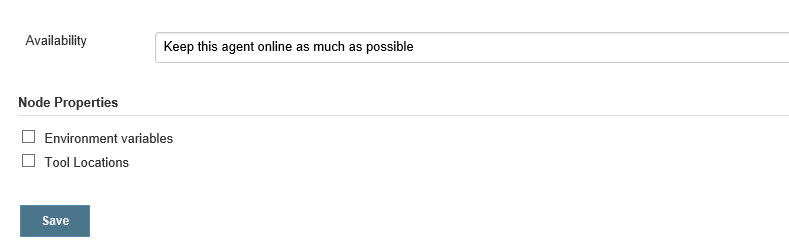 Availability
Keep this agent online as much as possible
Node Properties
Environment variables
Tool Locations
Save